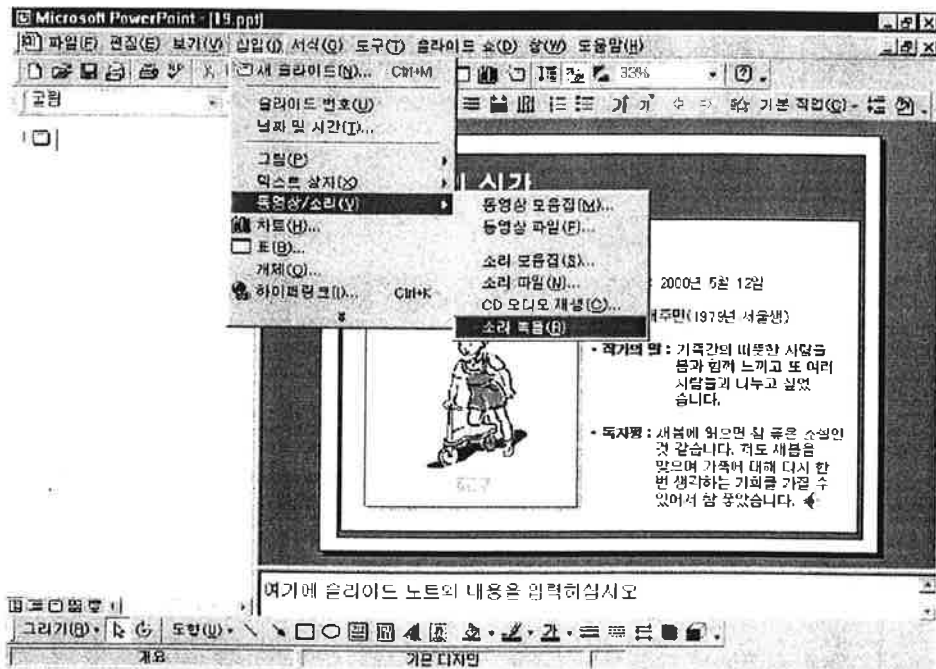 Microsoft PowerPoint - [19.ppt]
파일(F) 편집(E) 보기(V) 삽입(I) 서식(O) 도구(T) 슬라이드 쇼(D) 창(W) 도움말(H)
새 슬라이드(N)... Ctrl+M
33%
굴림
기본 작업(C)
슬라이드 번호(U)
날짜 및 시간(T)...
그림(P)
텍스트 상자(X)
동영상/소리(V)
차트(H)...
표(B)...
개체(O)...
하이퍼링크(I)... Ctrl+K
동영상 모음집(M)...
동영상 파일(F)...
소리 모음집(S)...
소리 파일(N)...
CD 오디오 재생(C)...
소리 녹음(R)
시간
2000년 5월 12일
(1979년 서울생)
• 작가의 말 : 기족간의 따뜻한 사랑을
봄과 함께 느끼고 또 여러
사람들과 나누고 싶었
습니다.
• 독자평 : 새봄에 읽으면 참 좋은 소설인
것 같습니다. 저도 새봄을
맞으며 가족에 대해 다시 한
번 생각하는 기회를 가질 수
있어서 참 좋았습니다.
여기에 슬라이드 노트의 내용을 입력하십시오
그리기(R) 도형(U)
개요 기본 디자인